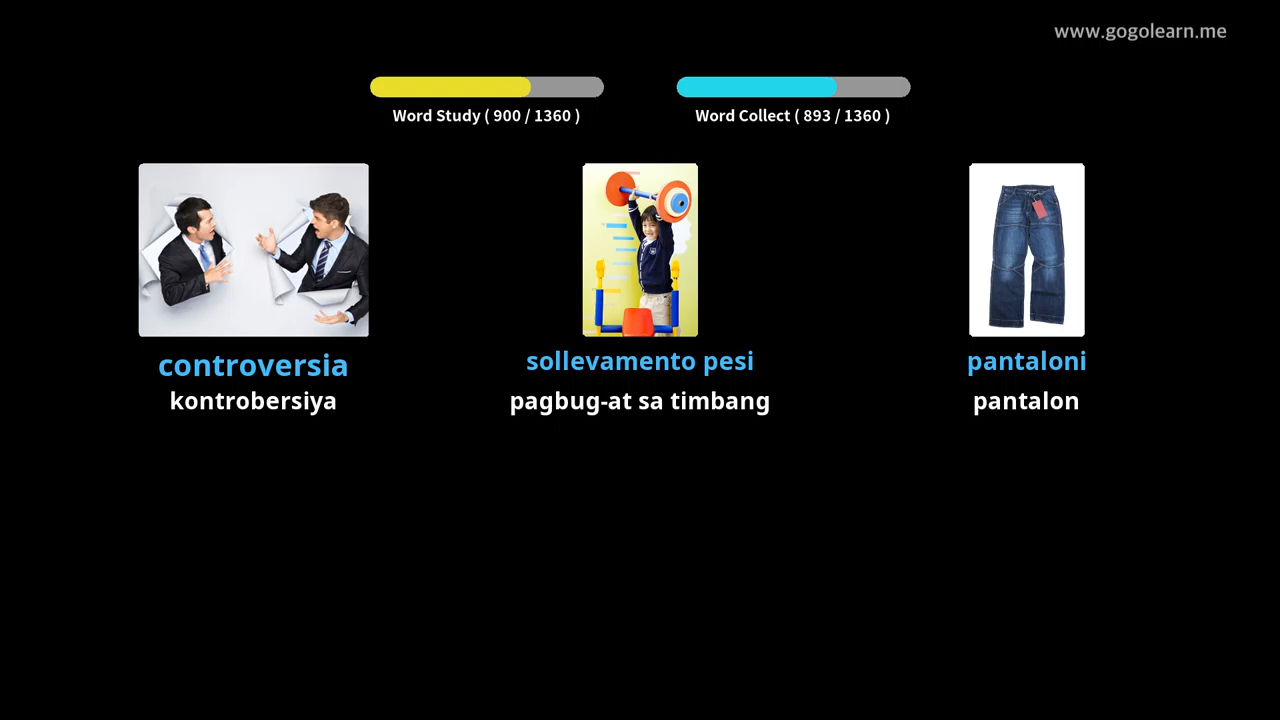 www.gogolearn.me
Word Study ( 900 / 1360 )
Word Collect ( 893 / 1360 )
controversia
kontrobersiya
sollevamento pesi
pagbug-at sa timbang
pantaloni
pantalon